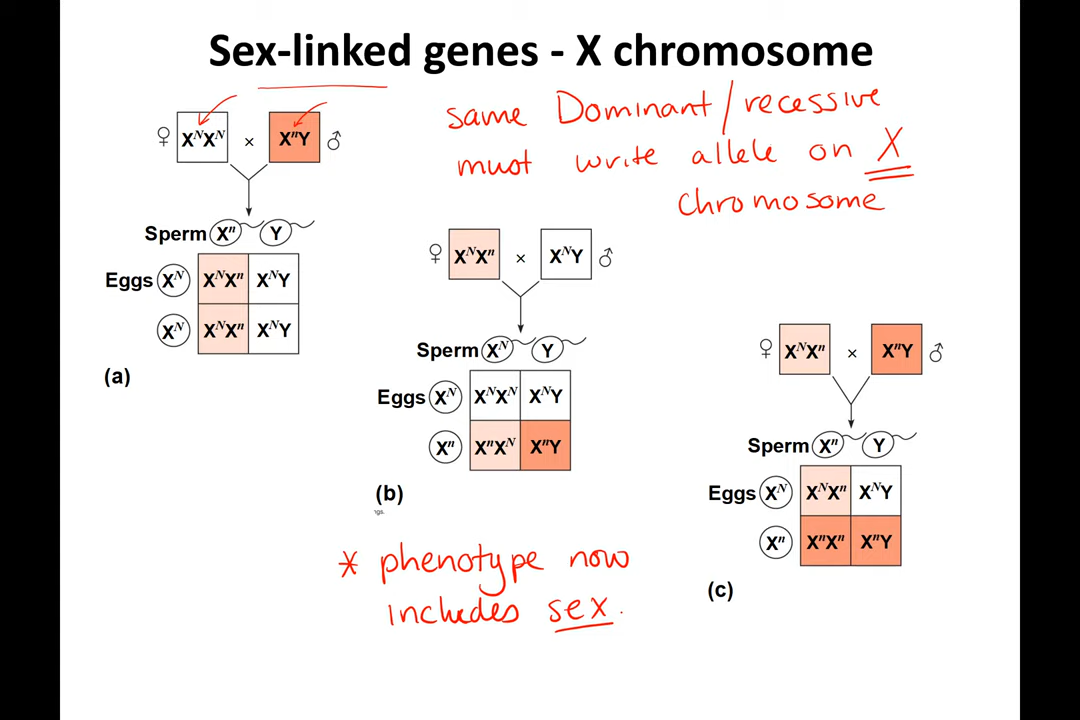 Sex-linked genes - X chromosome
same Dominant/recessive
must write allele on X
chromosome
♀ XᴺXᴺ × XⁿY ♂
Sperm Xⁿ Y
Eggs Xᴺ XᴺXⁿ XᴺY
Xᴺ XᴺXⁿ XᴺY
(a)
♀ XᴺXⁿ × XᴺY ♂
Sperm Xᴺ Y
Eggs Xᴺ XᴺXᴺ XᴺY
Xⁿ XⁿXᴺ XⁿY
(b)
♀ XᴺXⁿ × XⁿY ♂
Sperm Xⁿ Y
Eggs Xᴺ XᴺXⁿ XᴺY
Xⁿ XⁿXⁿ XⁿY
(c)
* phenotype now
includes sex.